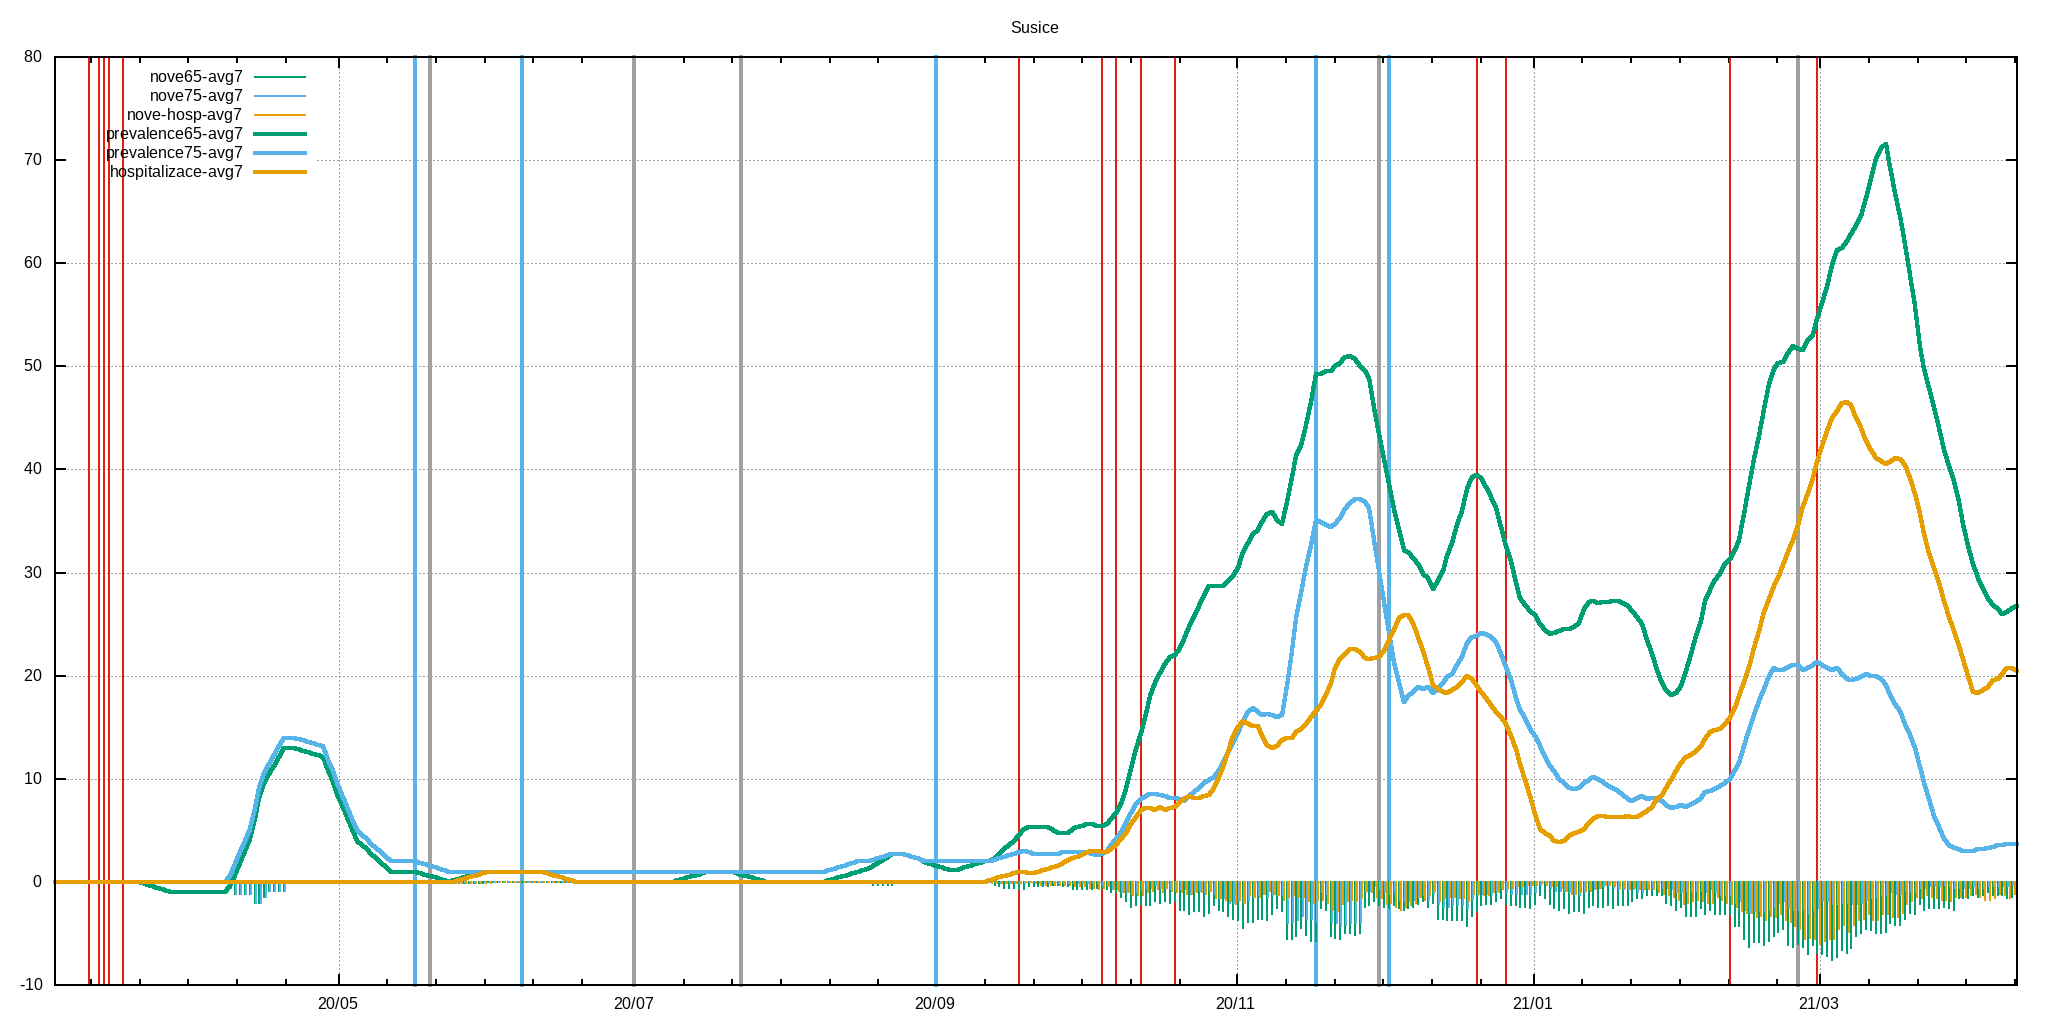 Susice
80
70
60
50
40
30
20
10
0
-10
nove65-avg7
nove75-avg7
nove-hosp-avg7
prevalence65-avg7
prevalence75-avg7
hospitalizace-avg7
20/05 20/07 20/09 20/11 21/01 21/03